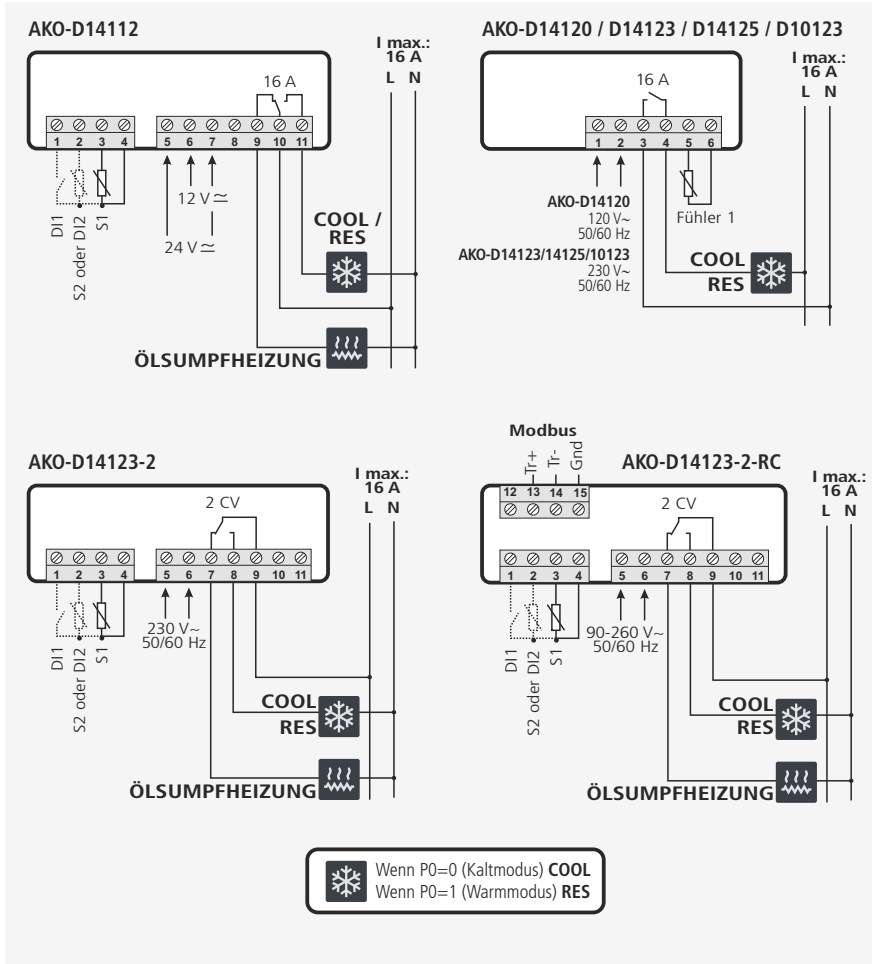 AKO-D14112
I max.:
16 A
L N
16 A
1 2 3 4 5 6 7 8 9 10 11
DI1
S2 oder DI2
S1
12 V ≂
24 V ≂
COOL /
RES
ÖLSUMPFHEIZUNG
AKO-D14120 / D14123 / D14125 / D10123
I max.:
16 A
L N
16 A
1 2 3 4 5 6
AKO-D14120
120 V~
50/60 Hz
AKO-D14123/14125/10123
230 V~
50/60 Hz
Fühler 1
COOL
RES
AKO-D14123-2
I max.:
16 A
L N
2 CV
1 2 3 4 5 6 7 8 9 10 11
DI1
S2 oder DI2
S1
230 V~
50/60 Hz
COOL
RES
ÖLSUMPFHEIZUNG
Modbus
Tr+
Tr-
Gnd
AKO-D14123-2-RC
12 13 14 15
I max.:
16 A
L N
2 CV
1 2 3 4 5 6 7 8 9 10 11
DI1
S2 oder DI2
S1
90-260 V~
50/60 Hz
COOL
RES
ÖLSUMPFHEIZUNG
Wenn P0=0 (Kaltmodus) COOL
Wenn P0=1 (Warmmodus) RES